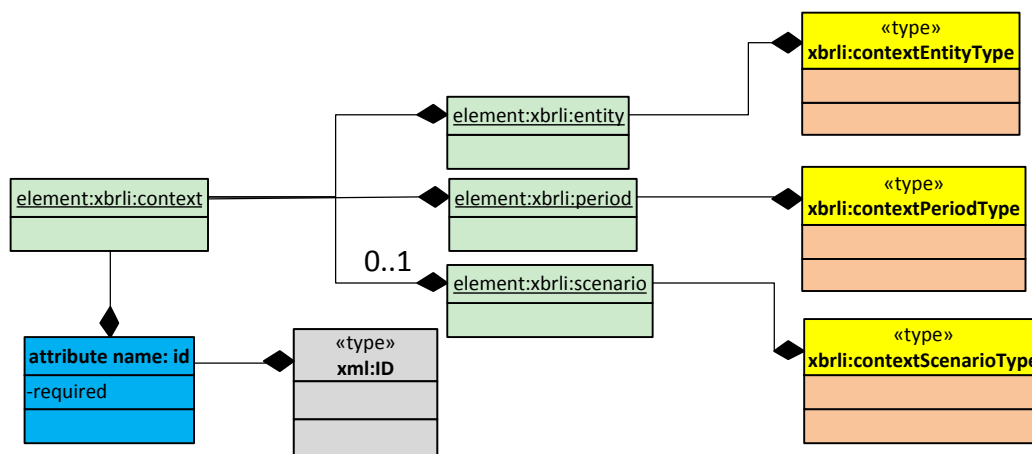 «type»
xbrli:contextEntityType
element:xbrli:entity
element:xbrli:context
element:xbrli:period
«type»
xbrli:contextPeriodType
0..1
element:xbrli:scenario
attribute name: id
-required
«type»
xml:ID
«type»
xbrli:contextScenarioType